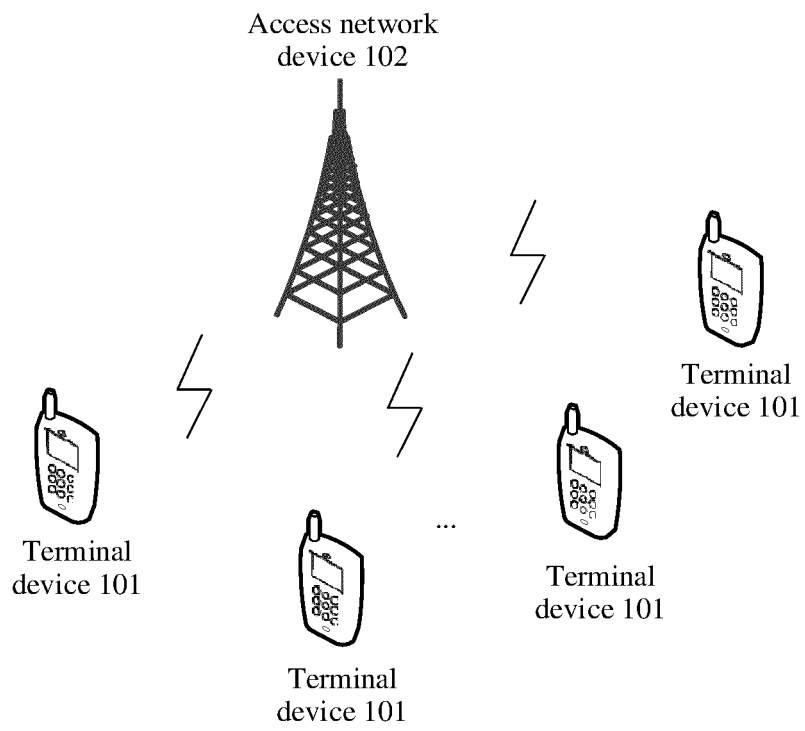 Access network
device 102
Terminal
device 101
Terminal
device 101
...
Terminal
device 101
Terminal
device 101